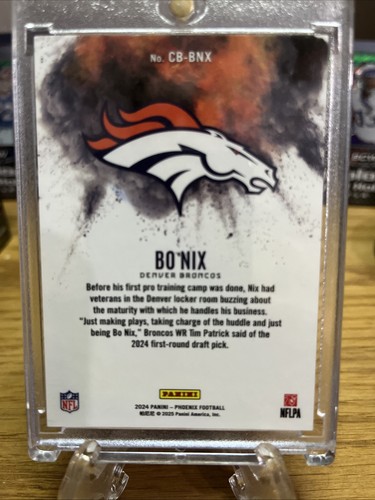 No. CB-BNX
BO NIX
DENVER BRONCOS
Before his first pro training camp was done, Nix had
veterans in the Denver locker room buzzing about
the maturity with which he handles his business.
"Just making plays, taking charge of the huddle and just
being Bo Nix," Broncos WR Tim Patrick said of the
2024 first-round draft pick.
PANINI
NFL
NFLPA
2024 PANINI – PHOENIX FOOTBALL
© 2025 Panini America, Inc.